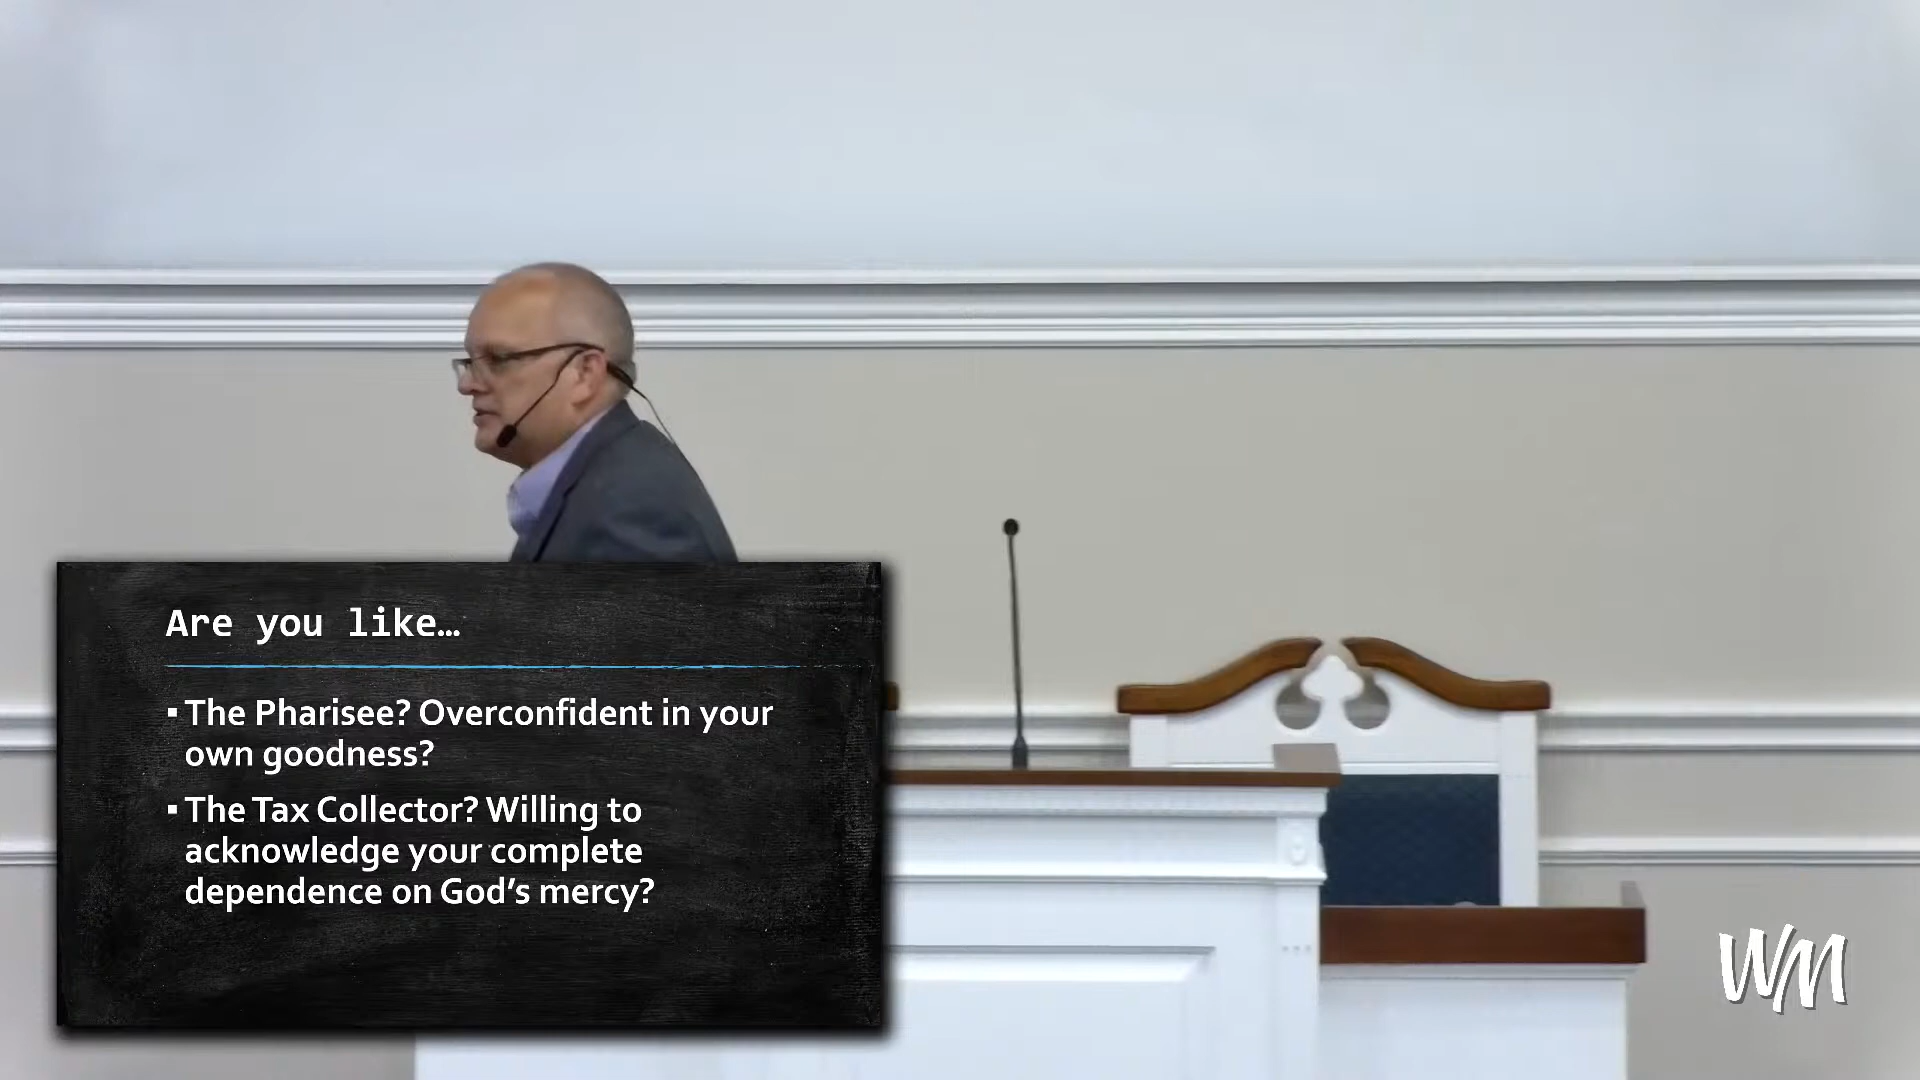 Are you like…
▪ The Pharisee? Overconfident in your
own goodness?
▪ The Tax Collector? Willing to
acknowledge your complete
dependence on God’s mercy?
WM